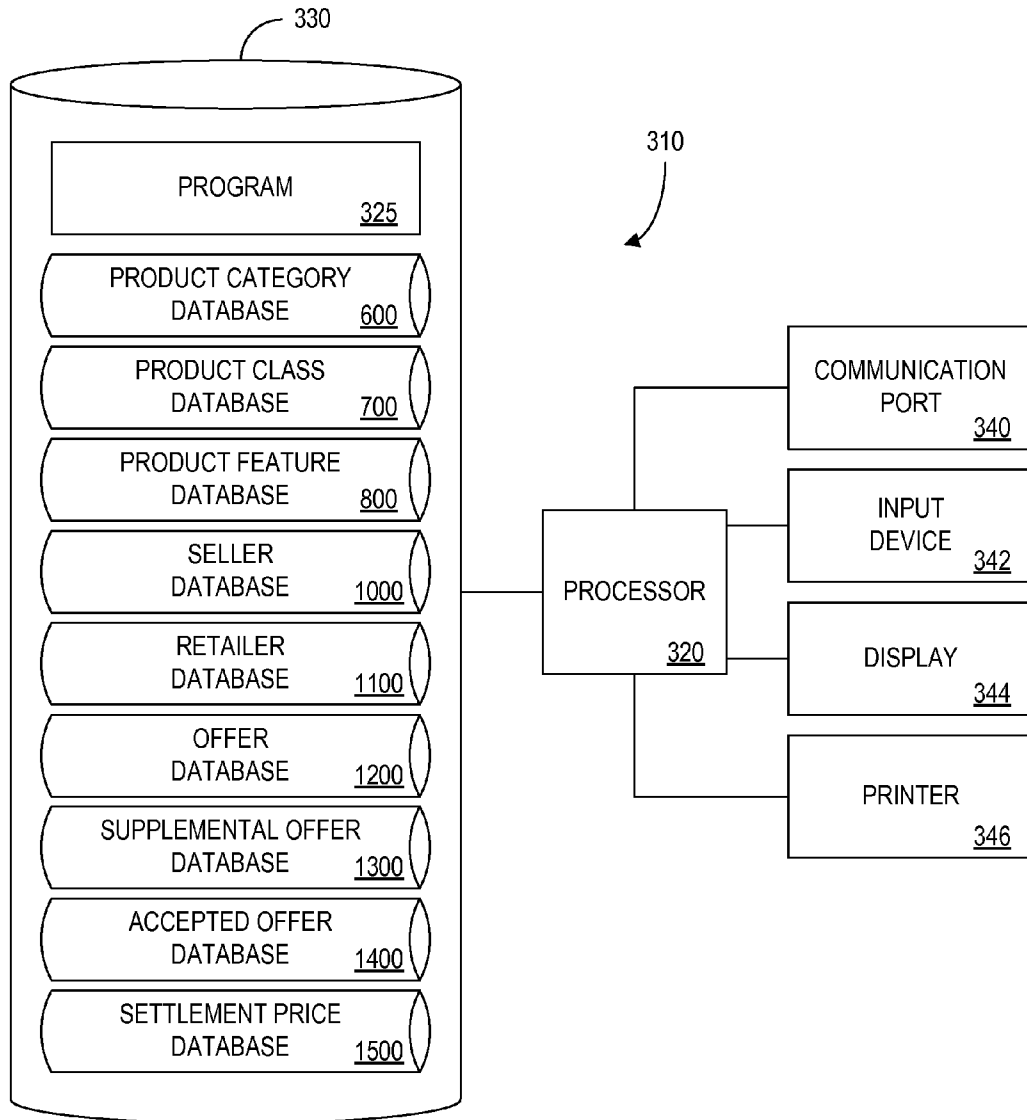 330
310
PROGRAM
325
PRODUCT CATEGORY
DATABASE
600
PRODUCT CLASS
DATABASE
700
PRODUCT FEATURE
DATABASE
800
SELLER
DATABASE
1000
RETAILER
DATABASE
1100
OFFER
DATABASE
1200
SUPPLEMENTAL OFFER
DATABASE
1300
ACCEPTED OFFER
DATABASE
1400
SETTLEMENT PRICE
DATABASE
1500
PROCESSOR
320
COMMUNICATION
PORT
340
INPUT
DEVICE
342
DISPLAY
344
PRINTER
346